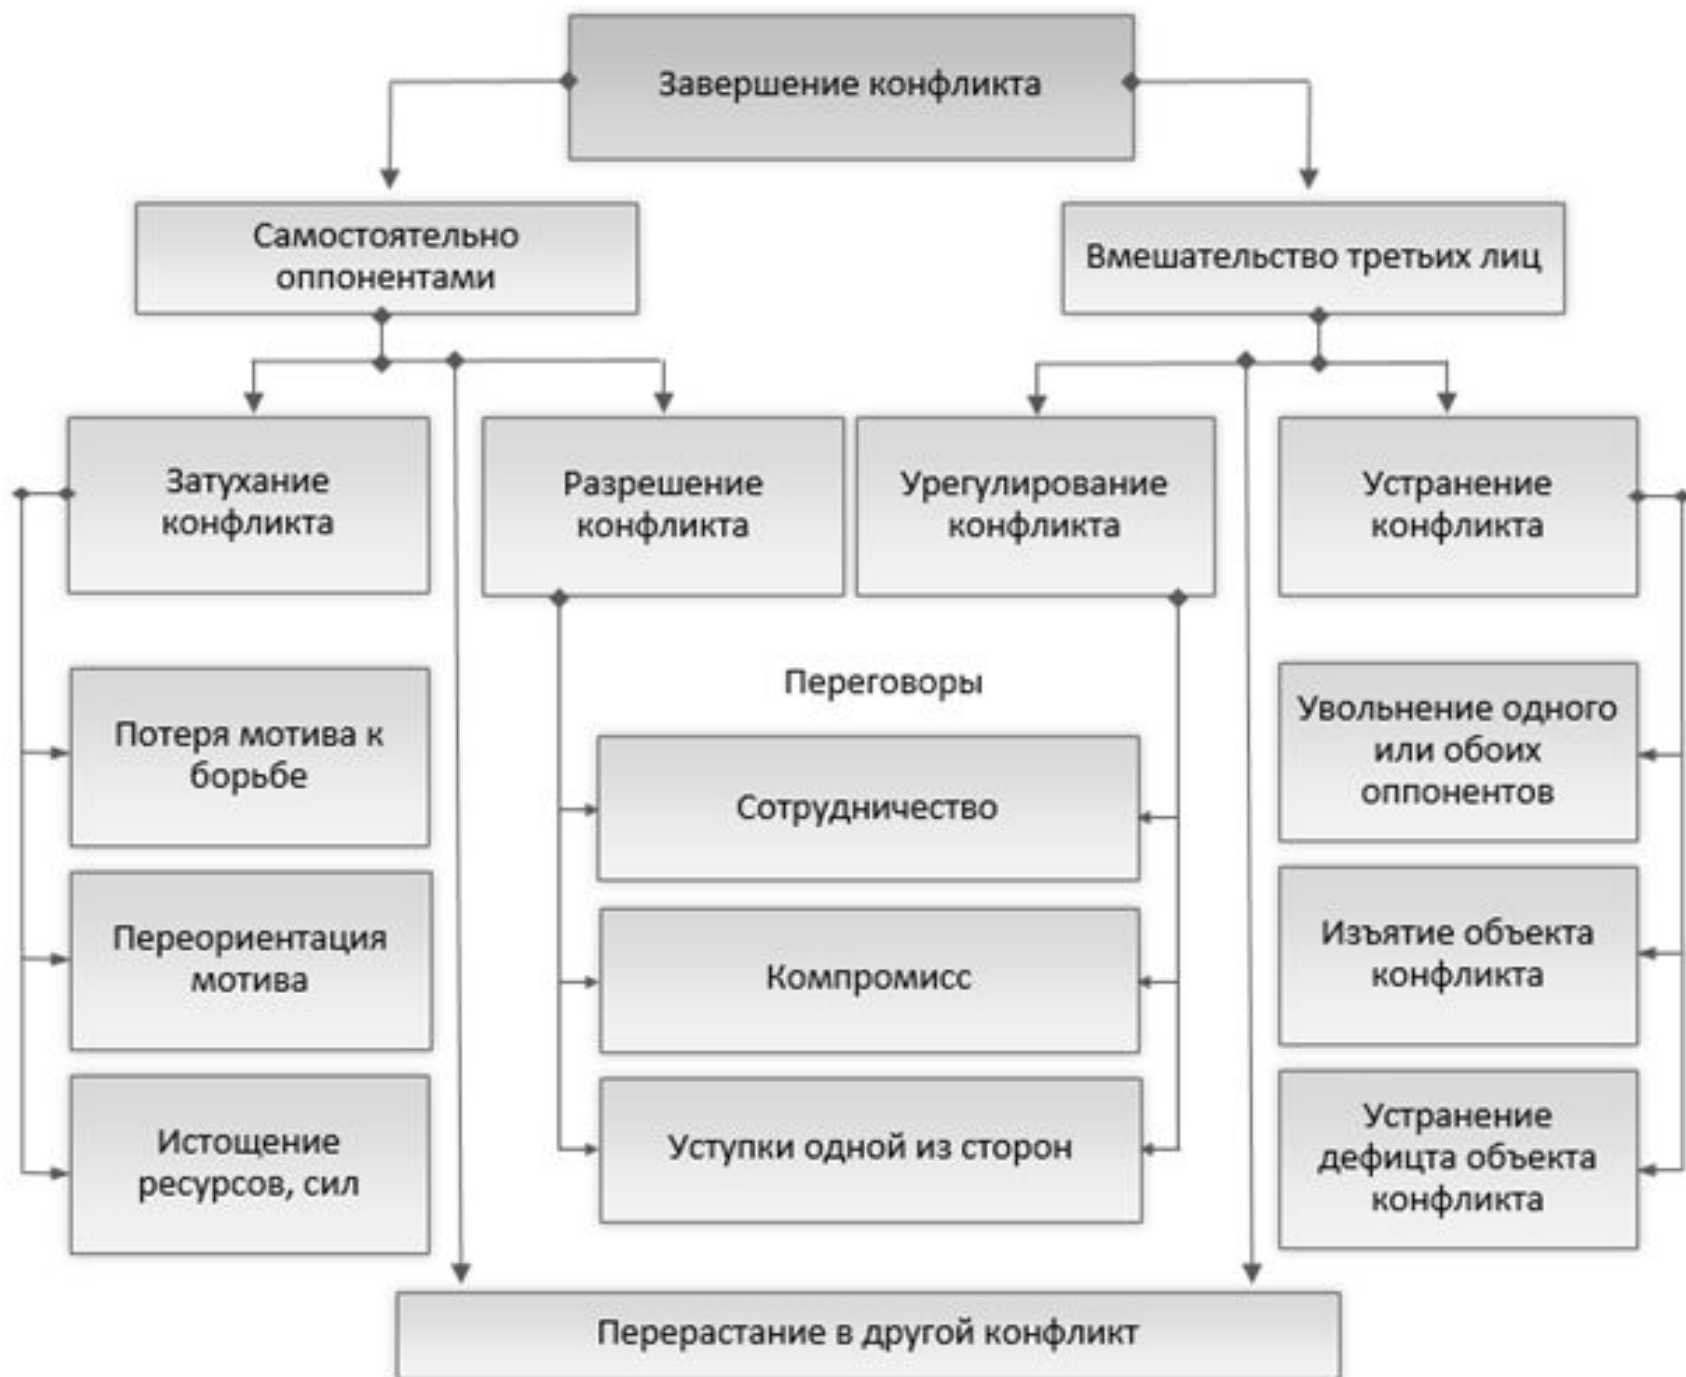 Завершение конфликта
Самостоятельно
оппонентами
Вмешательство третьих лиц
Затухание
конфликта
Разрешение
конфликта
Урегулирование
конфликта
Устранение
конфликта
Переговоры
Потеря мотива к
борьбе
Переориентация
мотива
Истощение
ресурсов, сил
Сотрудничество
Компромисс
Уступки одной из сторон
Увольнение одного
или обоих
оппонентов
Изъятие объекта
конфликта
Устранение
дефицта объекта
конфликта
Перерастание в другой конфликт